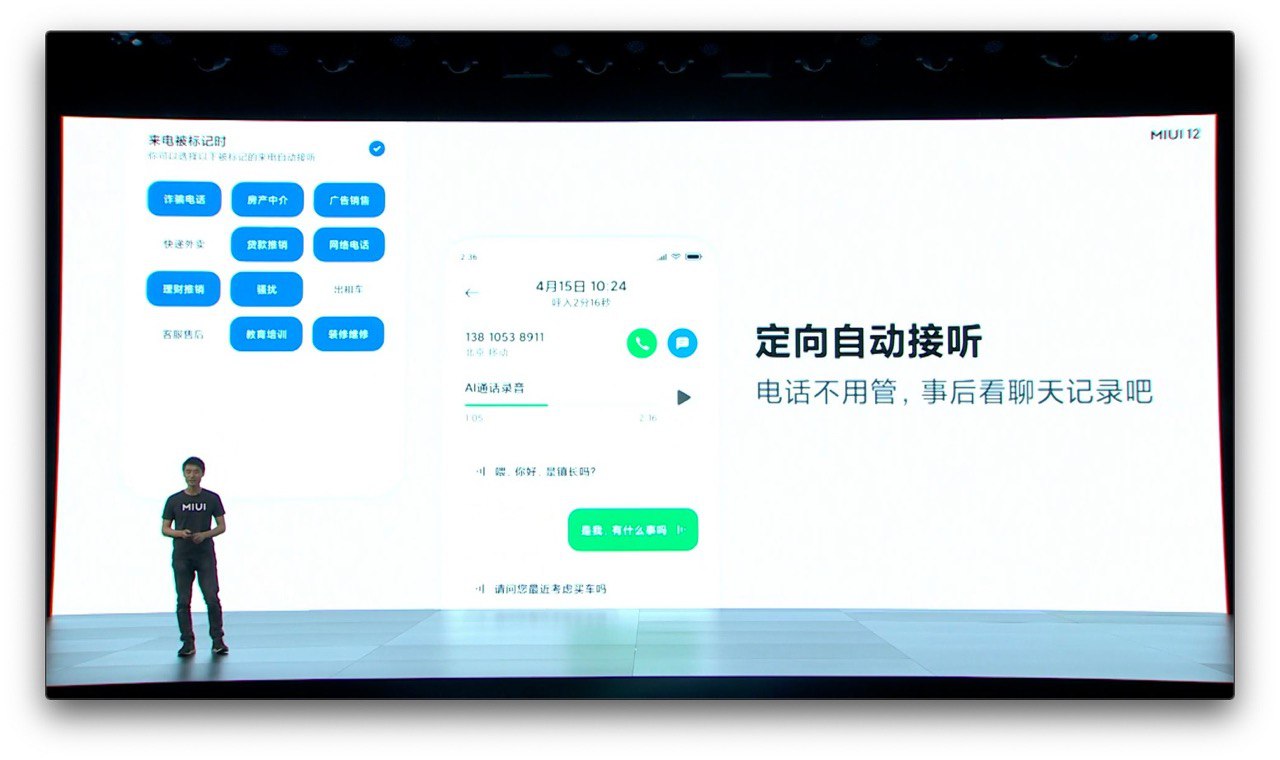 MIUI 12
来电被标记时
你可以选择以下被标记的来电自动接听
诈骗电话 房产中介 广告销售
快递外卖 贷款推销 网络电话
理财推销 骚扰 出租车
客服售后 教育培训 装修维修
2:36
4月15日 10:24
呼入2分16秒
138 1053 8911
北京 移动
AI通话录音
1:05 2:16
喂，你好，是镇长吗?
是我，有什么事吗
请问您最近考虑买车吗
定向自动接听
电话不用管，事后看聊天记录吧
MIUI